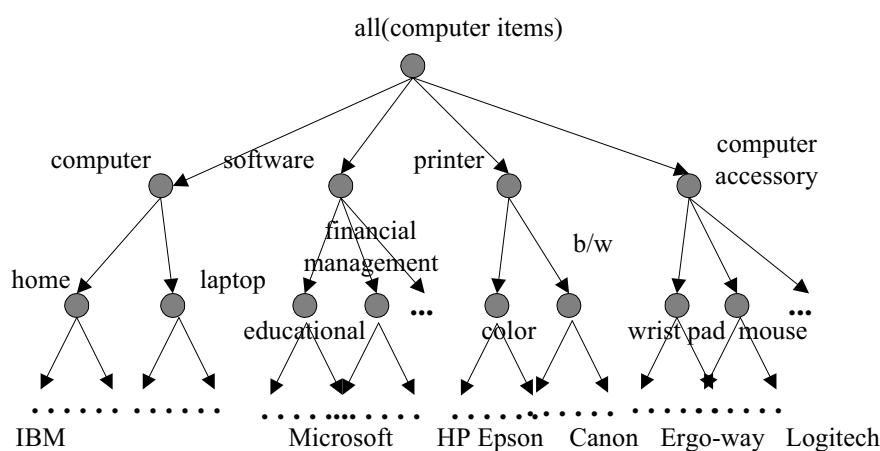 all(computer items)
computer
software
printer
computer
accessory
financial
management
b/w
home
laptop
...
...
educational
color
wrist pad
mouse
IBM
Microsoft
HP Epson
Canon
Ergo-way
Logitech